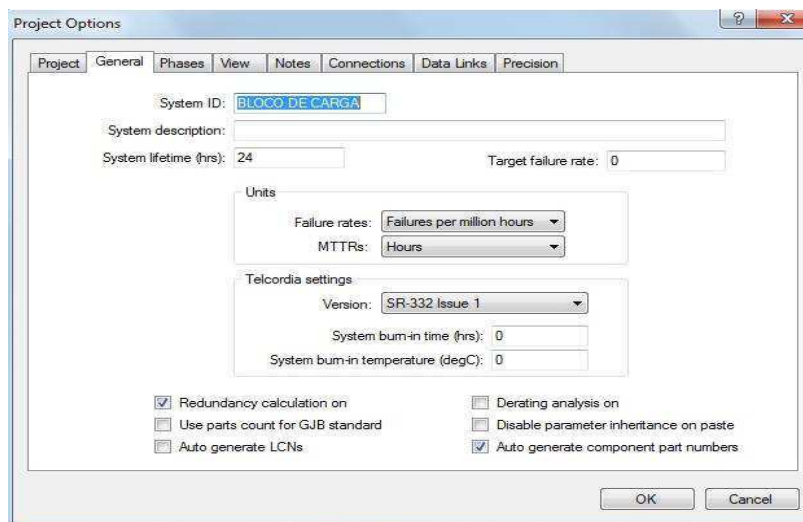 Project Options
Project General Phases View Notes Connections Data Links Precision
System ID: BLOCO DE CARGA
System description:
System lifetime (hrs): 24 Target failure rate: 0
Units
Failure rates: Failures per million hours
MTTRs: Hours
Telcordia settings
Version: SR-332 Issue 1
System burn-in time (hrs): 0
System burn-in temperature (degC): 0
Redundancy calculation on Derating analysis on
Use parts count for GJB standard Disable parameter inheritance on paste
Auto generate LCNs Auto generate component part numbers
OK Cancel